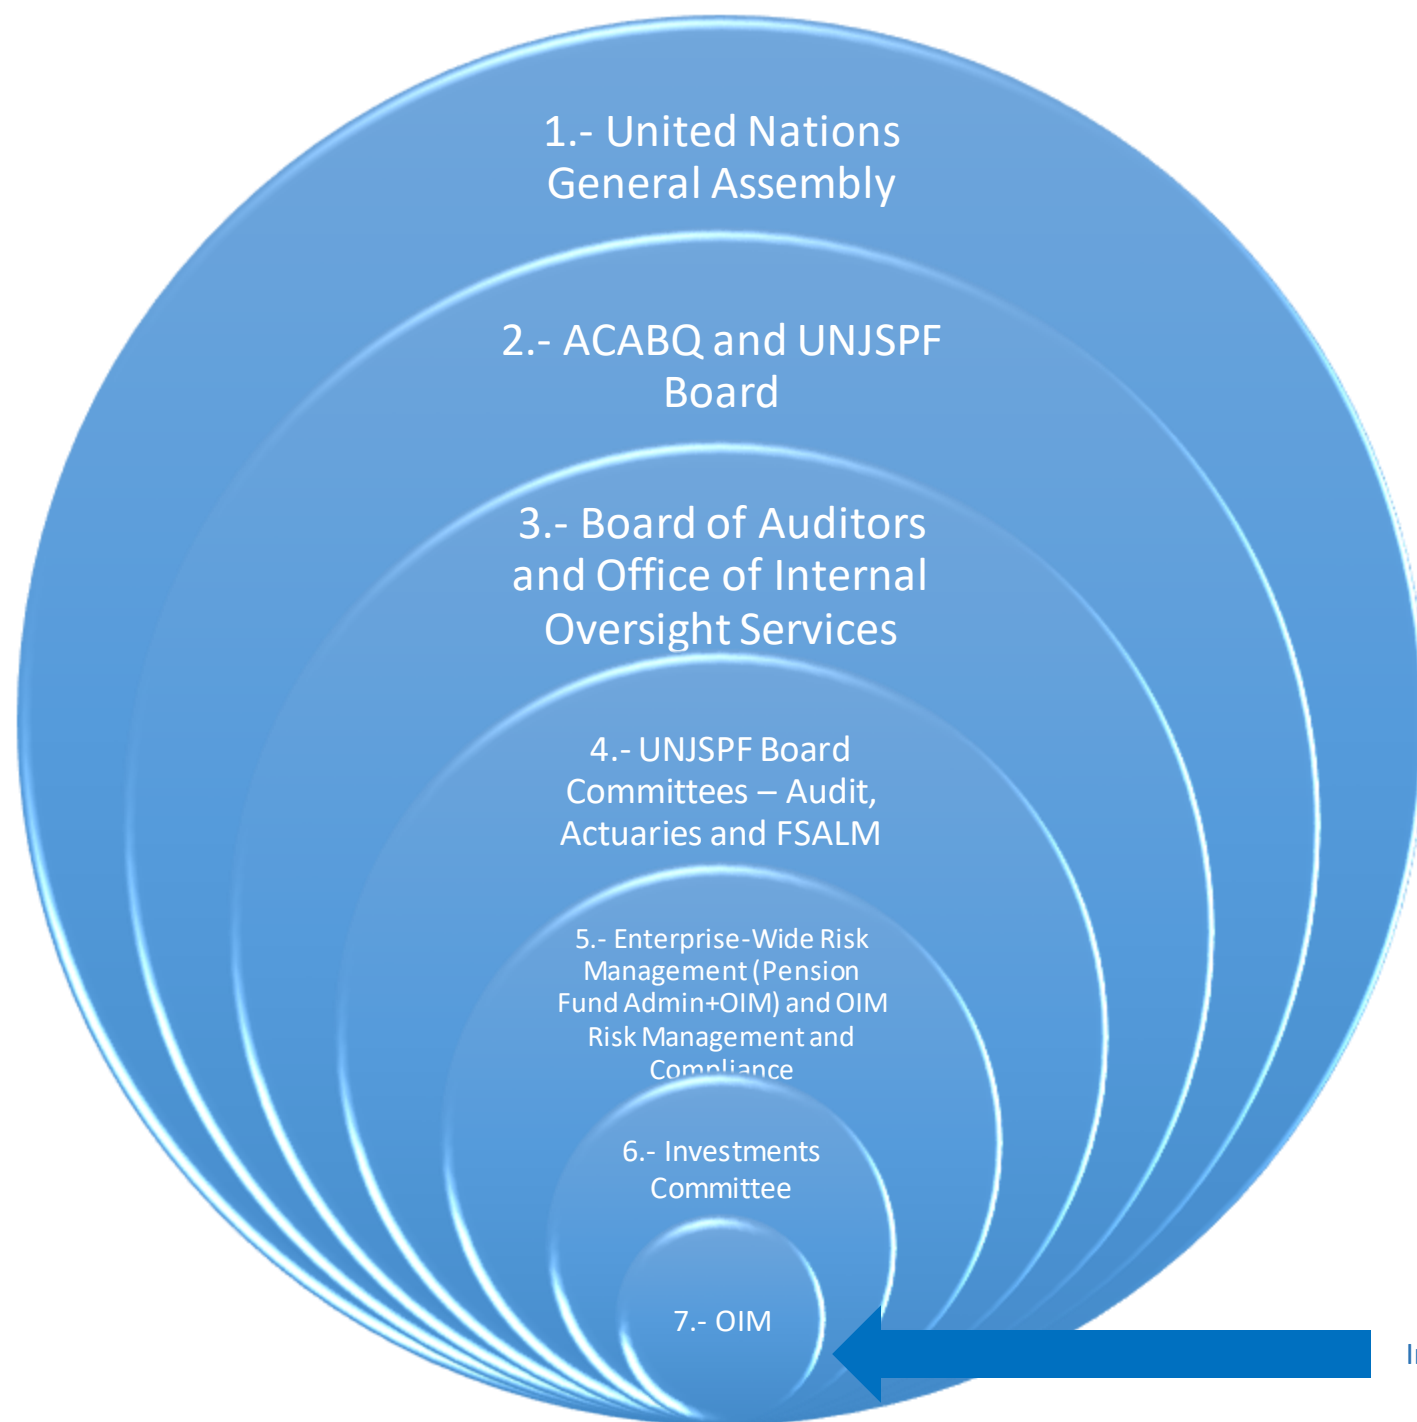 1.- United Nations
General Assembly
2.- ACABQ and UNJSPF
Board
3.- Board of Auditors
and Office of Internal
Oversight Services
4.- UNJSPF Board
Committees – Audit,
Actuaries and FSALM
5.- Enterprise-Wide Risk
Management (Pension
Fund Admin+OIM) and OIM
Risk Management and
Compliance
6.- Investments
Committee
7.- OIM